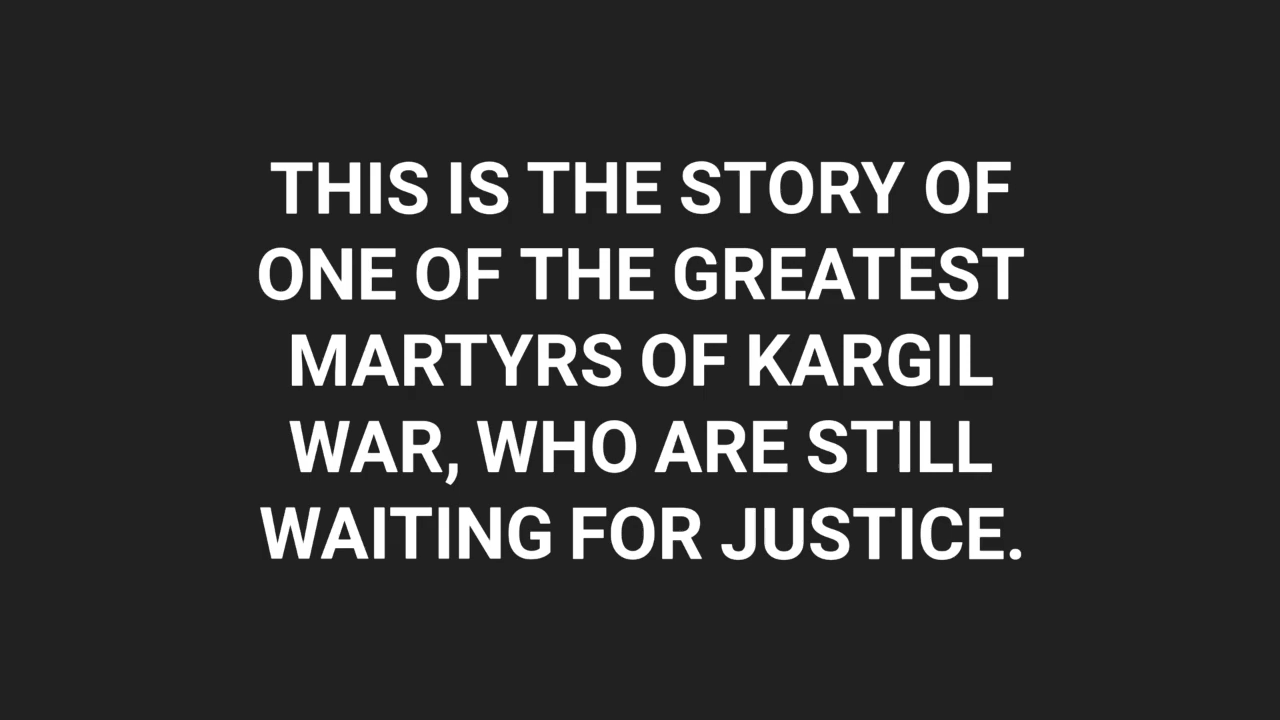 THIS IS THE STORY OF
ONE OF THE GREATEST
MARTYRS OF KARGIL
WAR, WHO ARE STILL
WAITING FOR JUSTICE.